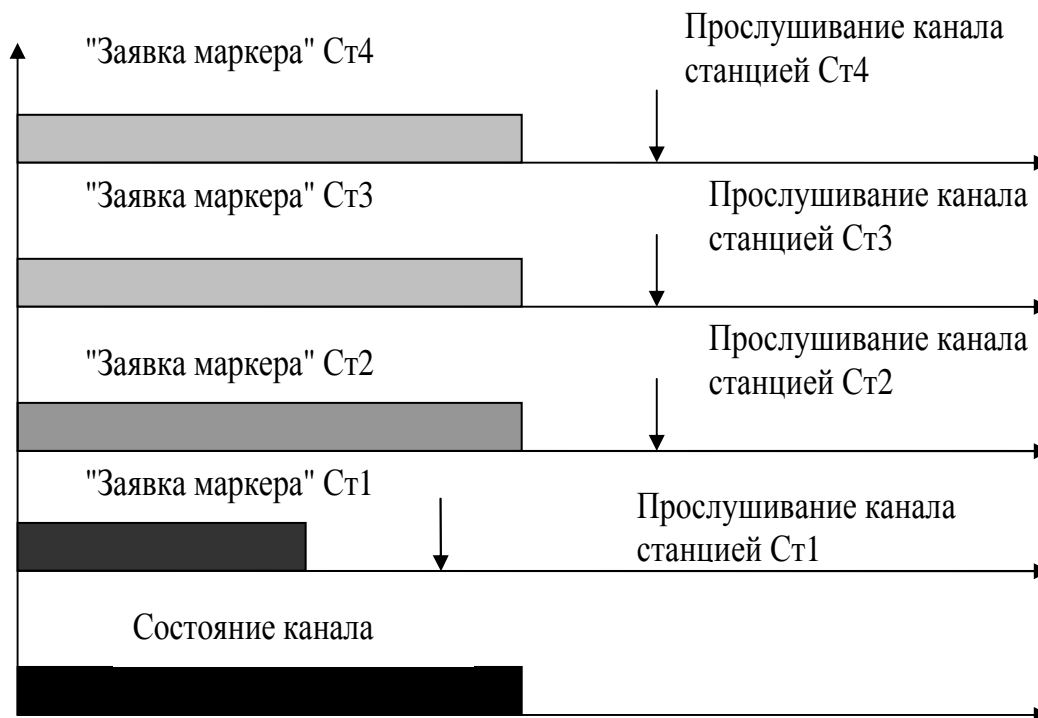 "Заявка маркера" Ст4
Прослушивание канала
станцией Ст4
"Заявка маркера" Ст3
Прослушивание канала
станцией Ст3
"Заявка маркера" Ст2
Прослушивание канала
станцией Ст2
"Заявка маркера" Ст1
Прослушивание канала
станцией Ст1
Состояние канала